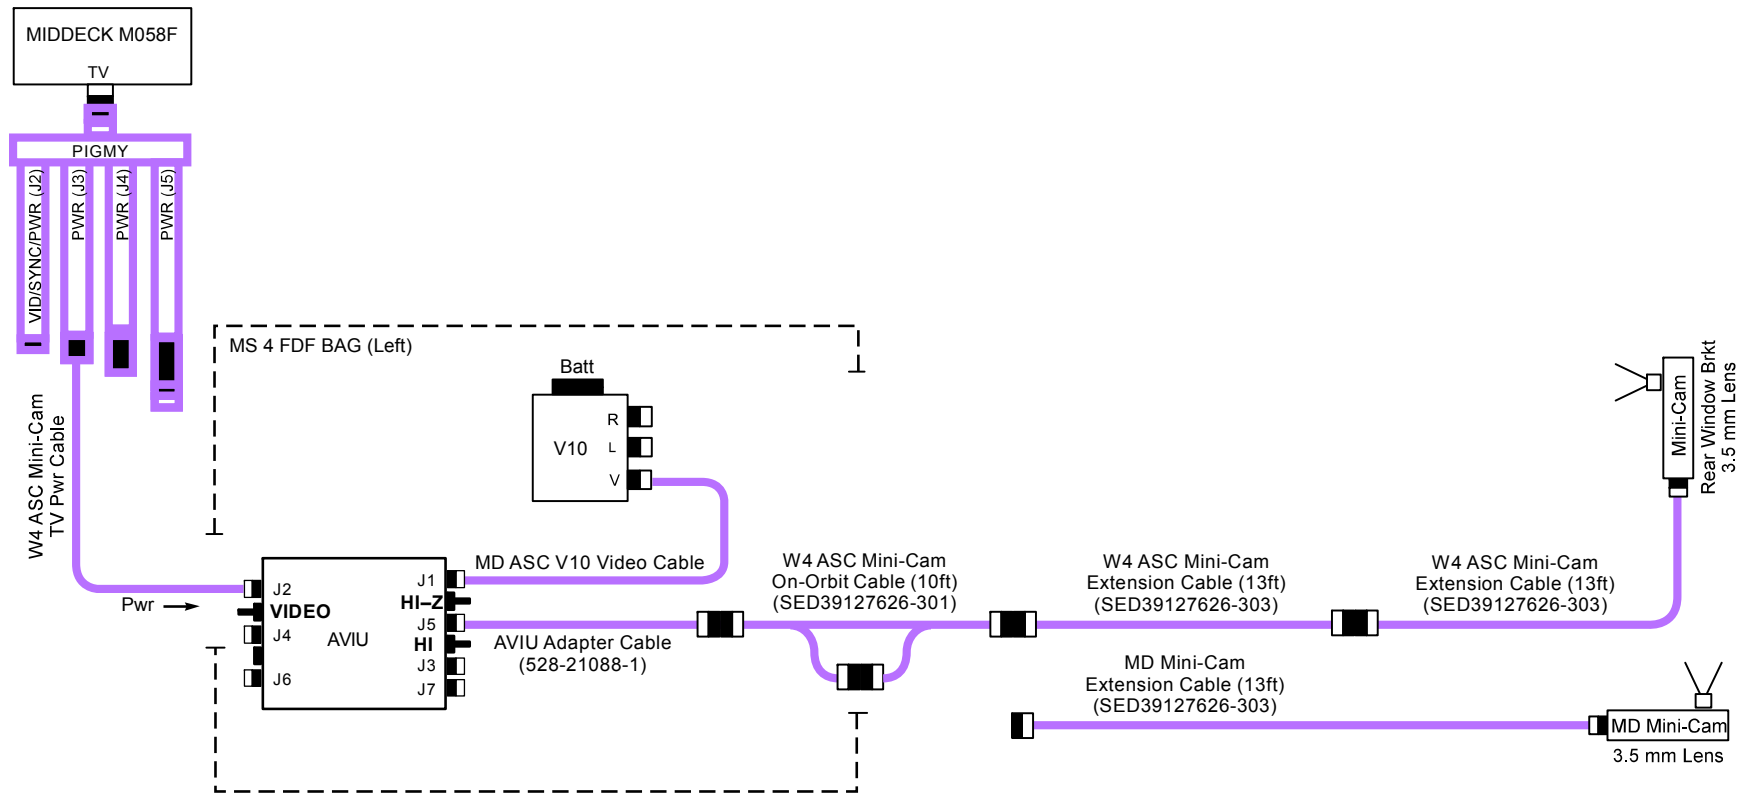 MIDDECK M058F
TV
PIGMY
VID/SYNC/PWR (J2)
PWR (J3)
PWR (J4)
PWR (J5)
W4 ASC Mini-Cam
TV Pwr Cable
MS 4 FDF BAG (Left)
Batt
V10
R
L
V
Mini-Cam
Rear Window Brkt
3.5 mm Lens
Pwr
J2
VIDEO
J4
J6
AVIU
J1
HI–Z
J5
HI
J3
J7
MD ASC V10 Video Cable
AVIU Adapter Cable
(528-21088-1)
W4 ASC Mini-Cam
On-Orbit Cable (10ft)
(SED39127626-301)
W4 ASC Mini-Cam
Extension Cable (13ft)
(SED39127626-303)
W4 ASC Mini-Cam
Extension Cable (13ft)
(SED39127626-303)
MD Mini-Cam
Extension Cable (13ft)
(SED39127626-303)
MD Mini-Cam
3.5 mm Lens